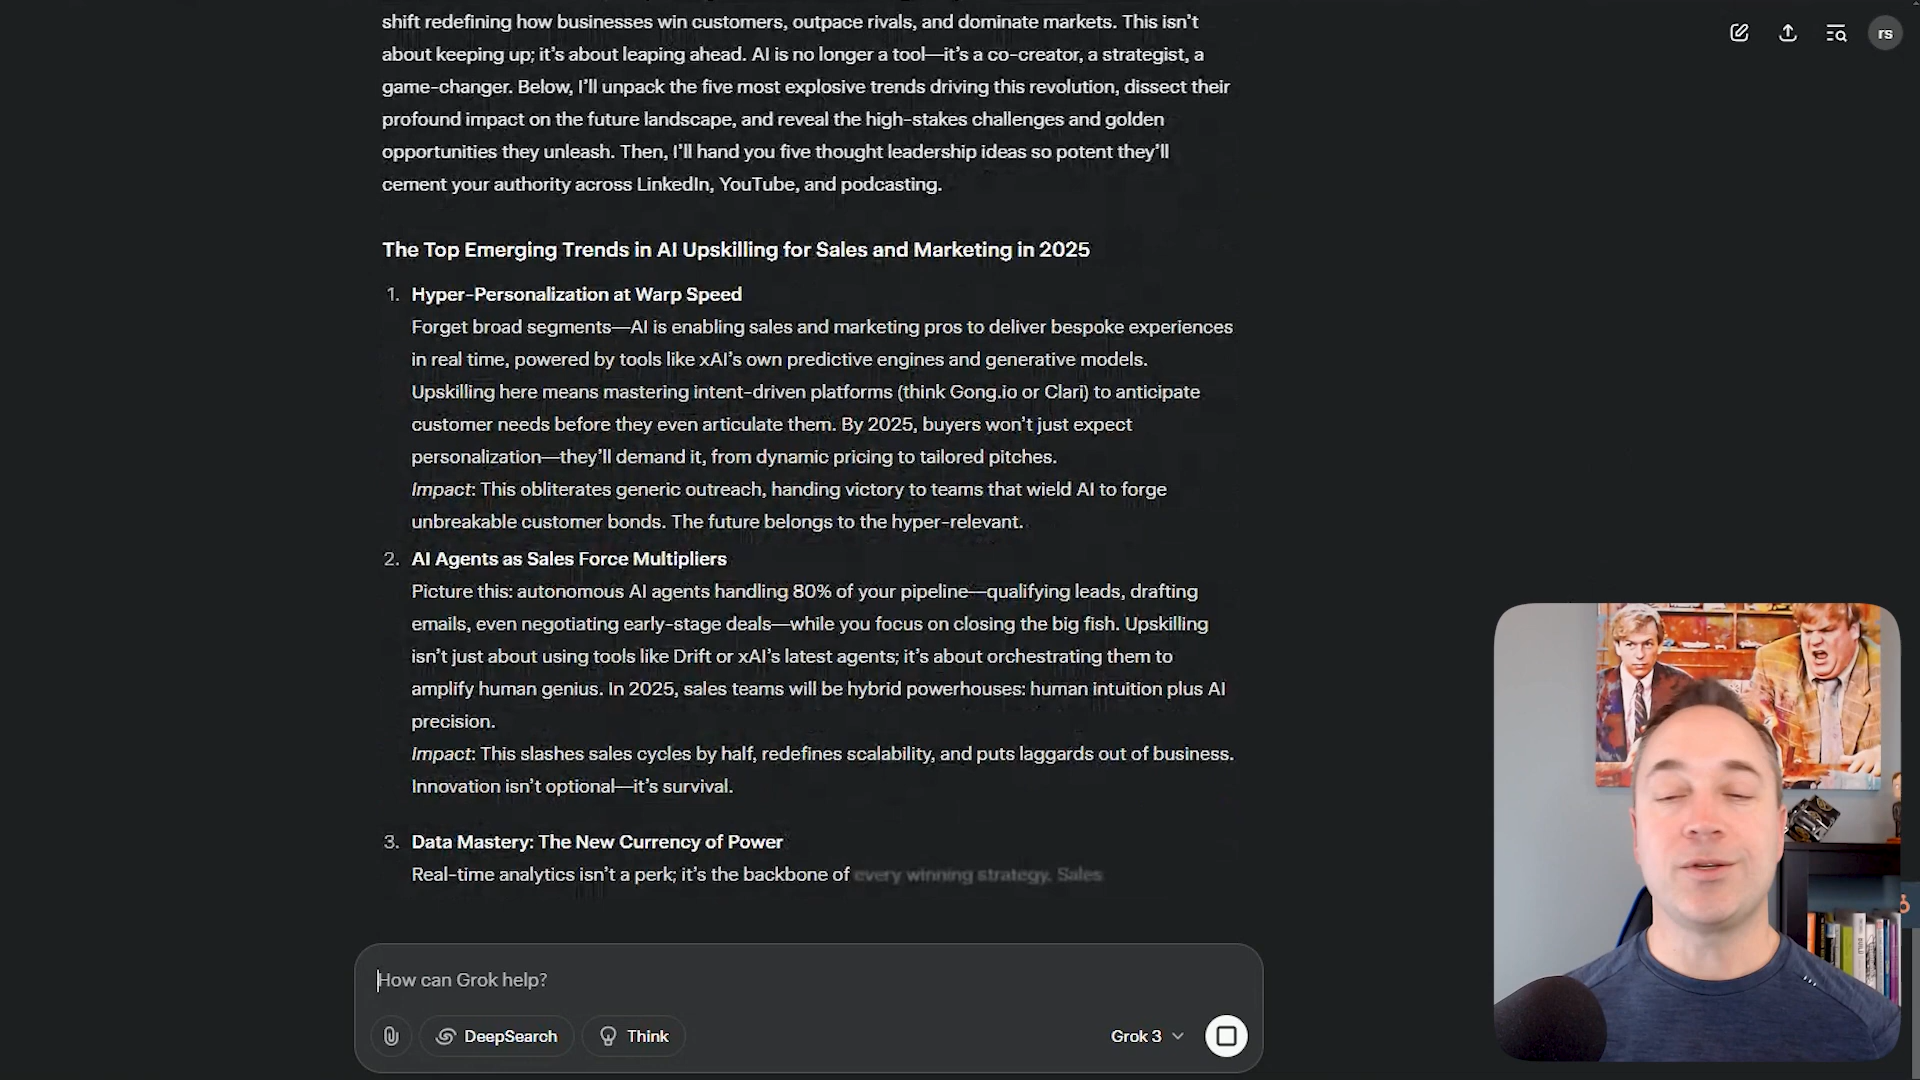 shift redefining how businesses win customers, outpace rivals, and dominate markets. This isn’t
about keeping up; it’s about leaping ahead. AI is no longer a tool—it’s a co-creator, a strategist, a
game-changer. Below, I’ll unpack the five most explosive trends driving this revolution, dissect their
profound impact on the future landscape, and reveal the high-stakes challenges and golden
opportunities they unleash. Then, I’ll hand you five thought leadership ideas so potent they’ll
cement your authority across LinkedIn, YouTube, and podcasting.
rs
The Top Emerging Trends in AI Upskilling for Sales and Marketing in 2025
1. Hyper-Personalization at Warp Speed
Forget broad segments—AI is enabling sales and marketing pros to deliver bespoke experiences
in real time, powered by tools like xAI’s own predictive engines and generative models.
Upskilling here means mastering intent-driven platforms (think Gong.io or Clari) to anticipate
customer needs before they even articulate them. By 2025, buyers won’t just expect
personalization—they’ll demand it, from dynamic pricing to tailored pitches.
Impact: This obliterates generic outreach, handing victory to teams that wield AI to forge
unbreakable customer bonds. The future belongs to the hyper-relevant.
2. AI Agents as Sales Force Multipliers
Picture this: autonomous AI agents handling 80% of your pipeline—qualifying leads, drafting
emails, even negotiating early-stage deals—while you focus on closing the big fish. Upskilling
isn’t just about using tools like Drift or xAI’s latest agents; it’s about orchestrating them to
amplify human genius. In 2025, sales teams will be hybrid powerhouses: human intuition plus AI
precision.
Impact: This slashes sales cycles by half, redefines scalability, and puts laggards out of business.
Innovation isn’t optional—it’s survival.
3. Data Mastery: The New Currency of Power
Real-time analytics isn’t a perk; it’s the backbone of every winning strategy. Sales
How can Grok help?
DeepSearch
Think
Grok 3